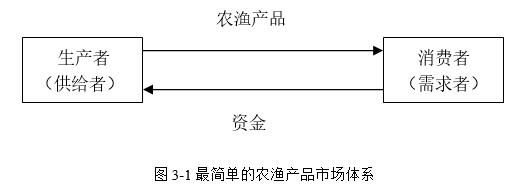 农渔产品
生产者
（供给者）
消费者
（需求者）
资金
图 3-1 最简单的农渔产品市场体系